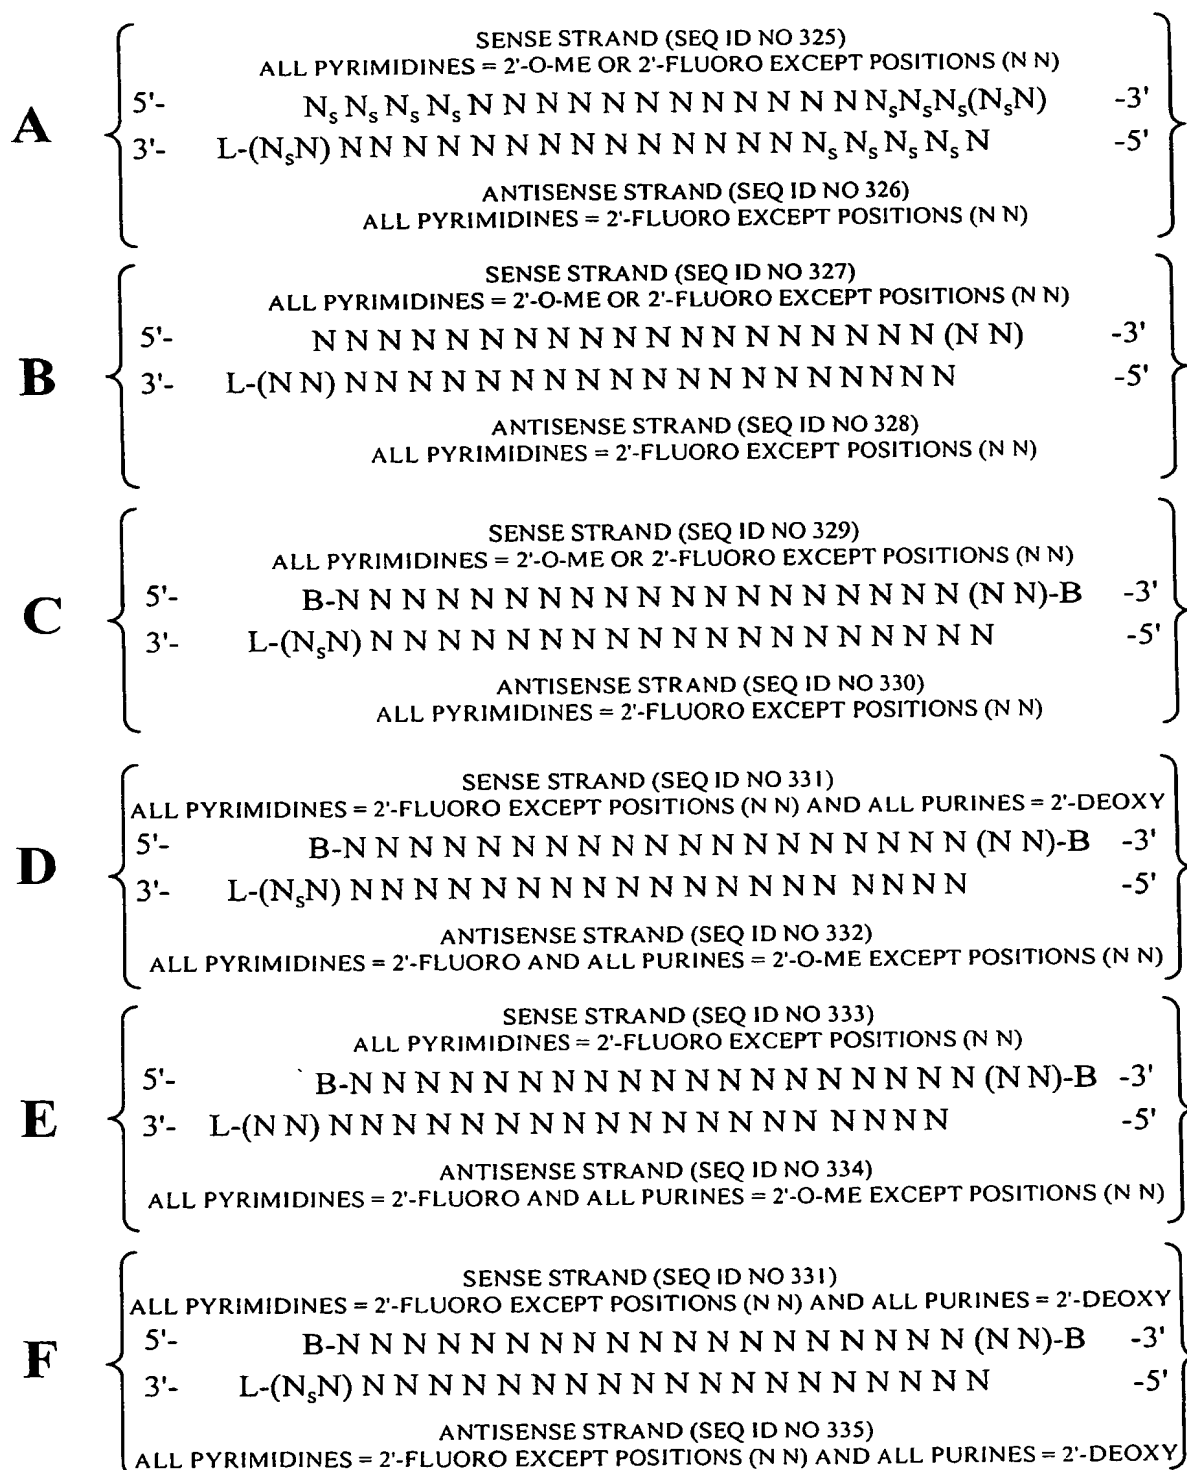 A
SENSE STRAND (SEQ ID NO 325)
ALL PYRIMIDINES = 2'-O-ME OR 2'-FLUORO EXCEPT POSITIONS (N N)
5'- NₛNₛNₛNₛN N N N N N N N N N N N NₛNₛNₛ(NₛN) -3'
3'- L-(NₛN) N N N N N N N N N N N N N N Nₛ Nₛ Nₛ Nₛ N -5'
ANTISENSE STRAND (SEQ ID NO 326)
ALL PYRIMIDINES = 2'-FLUORO EXCEPT POSITIONS (N N)
B
SENSE STRAND (SEQ ID NO 327)
ALL PYRIMIDINES = 2'-O-ME OR 2'-FLUORO EXCEPT POSITIONS (N N)
5'- N N N N N N N N N N N N N N N N N N N (N N) -3'
3'- L-(N N) N N N N N N N N N N N N N N N N N N N -5'
ANTISENSE STRAND (SEQ ID NO 328)
ALL PYRIMIDINES = 2'-FLUORO EXCEPT POSITIONS (N N)
C
SENSE STRAND (SEQ ID NO 329)
ALL PYRIMIDINES = 2'-O-ME OR 2'-FLUORO EXCEPT POSITIONS (N N)
5'- B-N N N N N N N N N N N N N N N N N N N (N N)-B -3'
3'- L-(NₛN) N N N N N N N N N N N N N N N N N N N -5'
ANTISENSE STRAND (SEQ ID NO 330)
ALL PYRIMIDINES = 2'-FLUORO EXCEPT POSITIONS (N N)
D
SENSE STRAND (SEQ ID NO 331)
ALL PYRIMIDINES = 2'-FLUORO EXCEPT POSITIONS (N N) AND ALL PURINES = 2'-DEOXY
5'- B-N N N N N N N N N N N N N N N N N N N (N N)-B -3'
3'- L-(NₛN) N N N N N N N N N N N N N N N N N N N -5'
ANTISENSE STRAND (SEQ ID NO 332)
ALL PYRIMIDINES = 2'-FLUORO AND ALL PURINES = 2'-O-ME EXCEPT POSITIONS (N N)
E
SENSE STRAND (SEQ ID NO 333)
ALL PYRIMIDINES = 2'-FLUORO EXCEPT POSITIONS (N N)
5'- B-N N N N N N N N N N N N N N N N N N N (N N)-B -3'
3'- L-(N N) N N N N N N N N N N N N N N N N N N N -5'
ANTISENSE STRAND (SEQ ID NO 334)
ALL PYRIMIDINES = 2'-FLUORO AND ALL PURINES = 2'-O-ME EXCEPT POSITIONS (N N)
F
SENSE STRAND (SEQ ID NO 331)
ALL PYRIMIDINES = 2'-FLUORO EXCEPT POSITIONS (N N) AND ALL PURINES = 2'-DEOXY
5'- B-N N N N N N N N N N N N N N N N N N N (N N)-B -3'
3'- L-(NₛN) N N N N N N N N N N N N N N N N N N N -5'
ANTISENSE STRAND (SEQ ID NO 335)
ALL PYRIMIDINES = 2'-FLUORO EXCEPT POSITIONS (N N) AND ALL PURINES = 2'-DEOXY